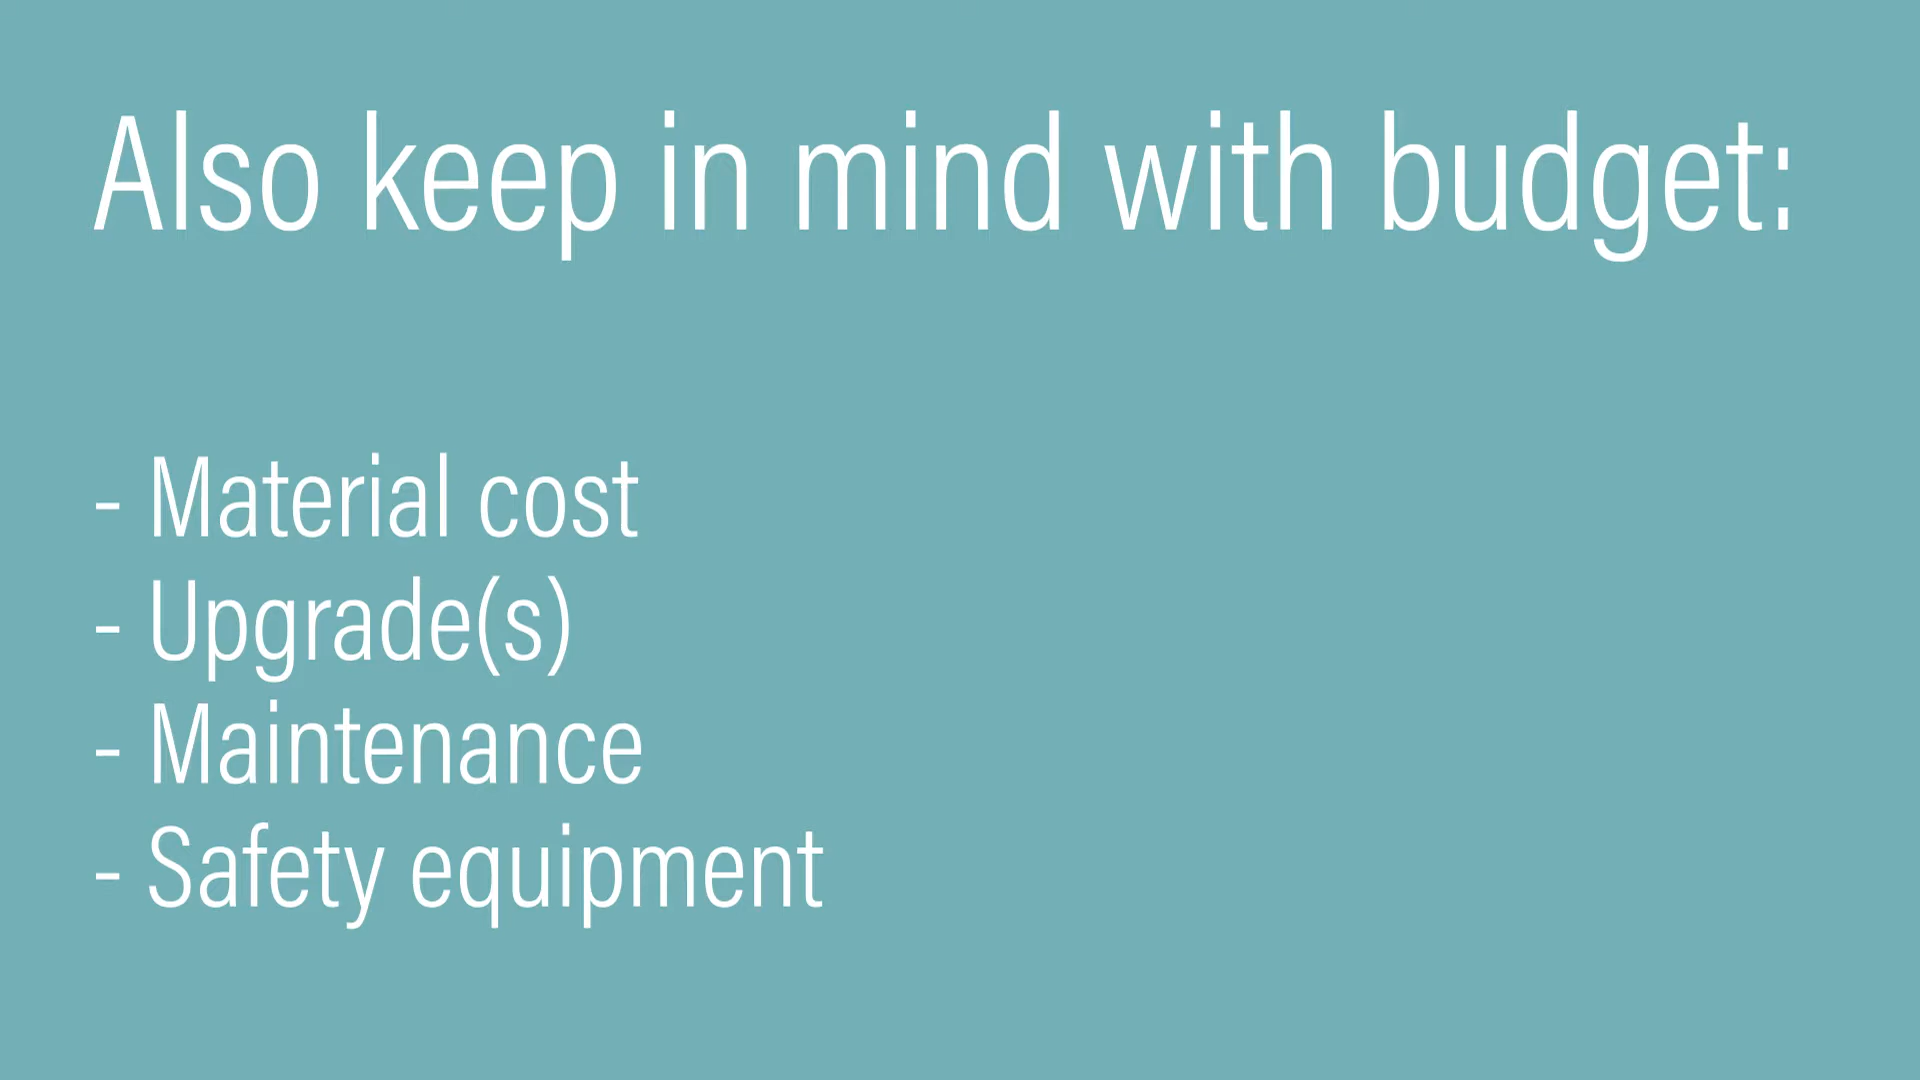 Also keep in mind with budget:
- Material cost
- Upgrade(s)
- Maintenance
- Safety equipment